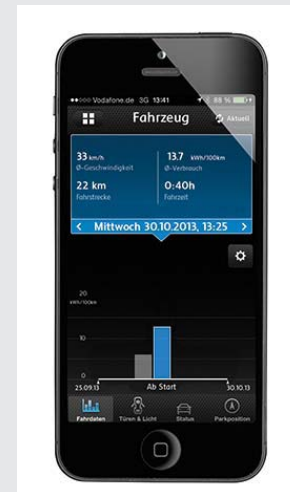 Vodafone.de 3G 13:41 88 %
Fahrzeug Aktuell
33 km/h 13.7 kWh/100km
Ø-Geschwindigkeit Ø-Verbrauch
22 km 0:40h
Fahrstrecke Fahrzeit
< Mittwoch 30.10.2013, 13:25 >
20
kWh/100km
10
0
25.09.13 Ab Start 30.10.13
Fahrdaten Türen & Licht Status Parkposition